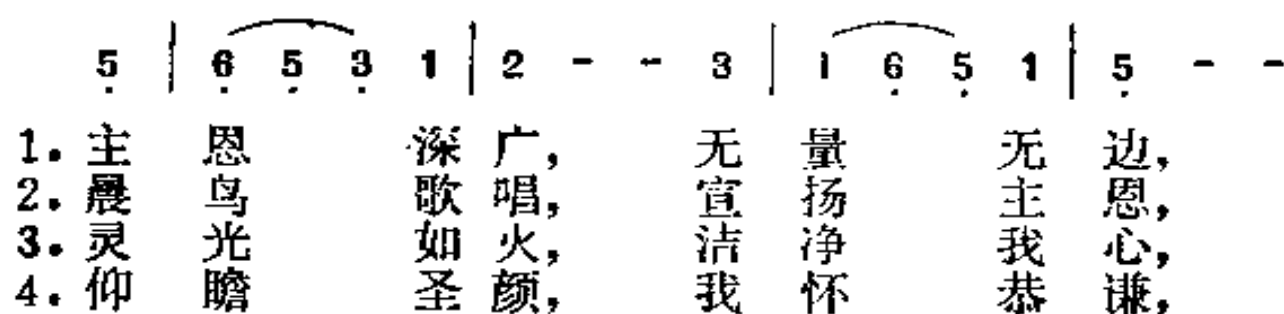 5 | 6 5 3 1 | 2 - - 3 | 1 6 5 1 | 5 - -
1. 主 恩 深 广, 无 量 无 边,
2. 晨 鸟 歌 唱, 宣 扬 主 恩,
3. 灵 光 如 火, 洁 净 我 心,
4. 仰 瞻 圣 颜, 我 怀 恭 谦,